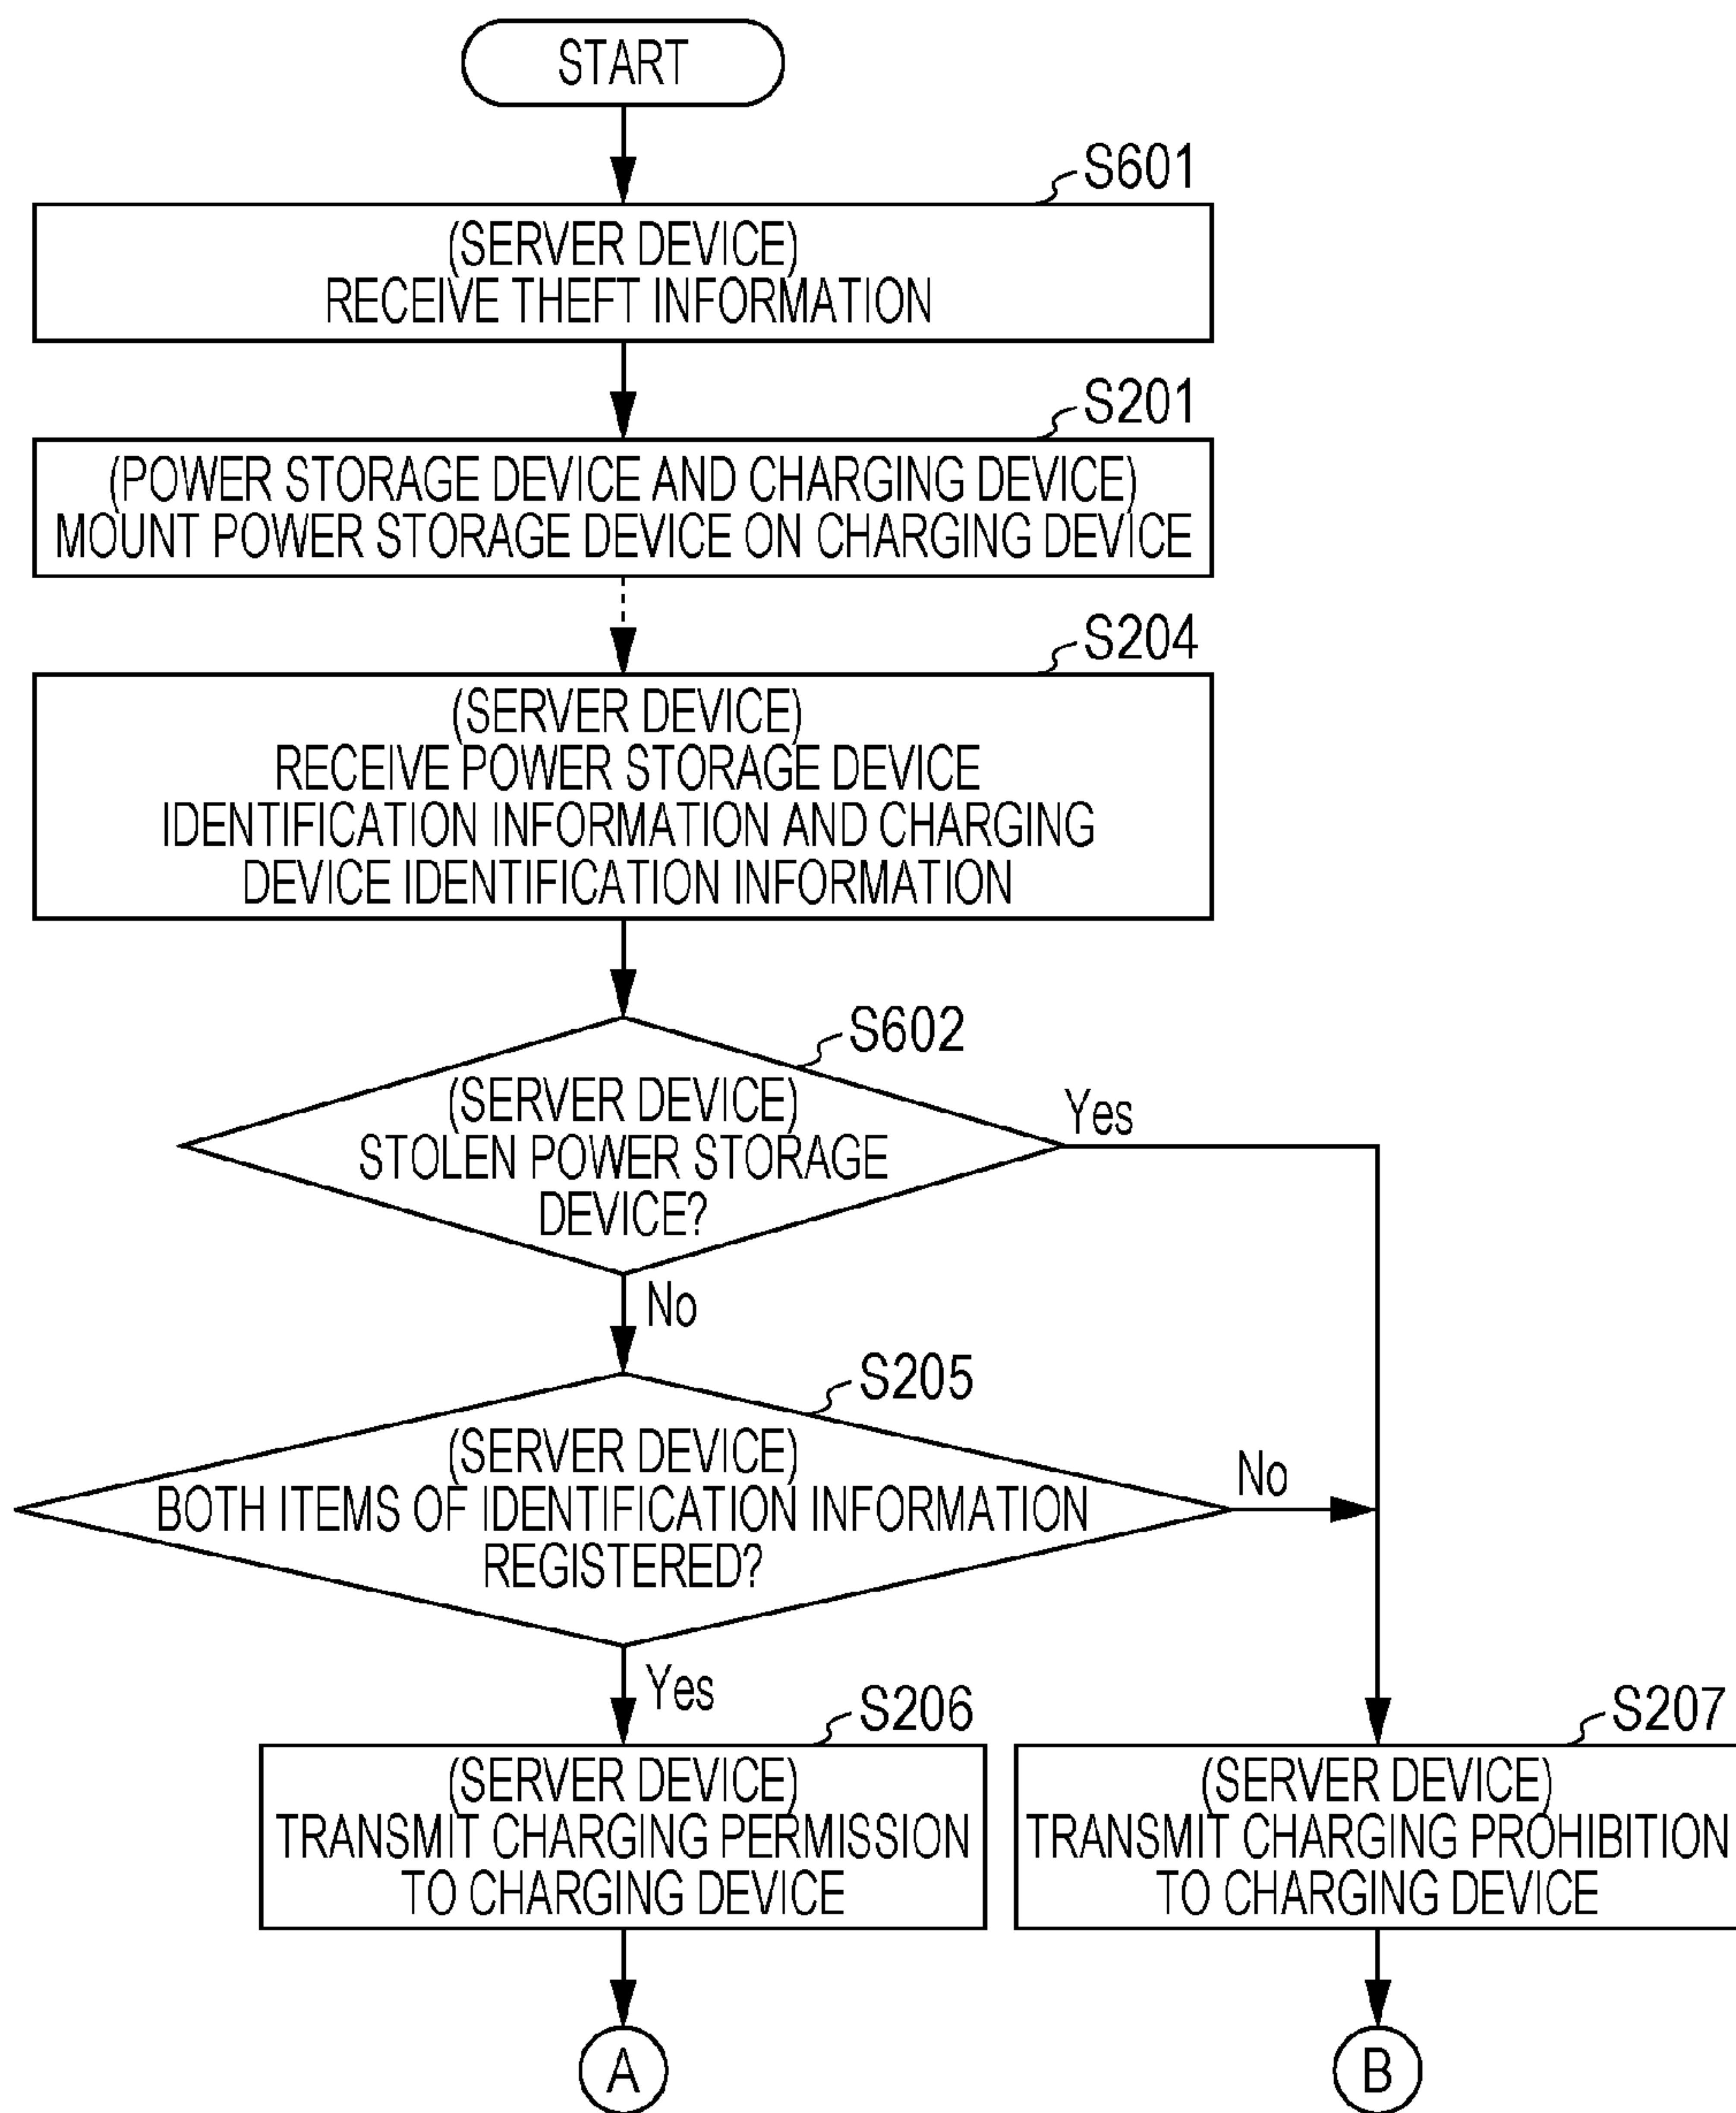 START
S601
(SERVER DEVICE)
RECEIVE THEFT INFORMATION
S201
(POWER STORAGE DEVICE AND CHARGING DEVICE)
MOUNT POWER STORAGE DEVICE ON CHARGING DEVICE
S204
(SERVER DEVICE)
RECEIVE POWER STORAGE DEVICE
IDENTIFICATION INFORMATION AND CHARGING
DEVICE IDENTIFICATION INFORMATION
S602
(SERVER DEVICE)
STOLEN POWER STORAGE
DEVICE?
Yes
No
S205
(SERVER DEVICE)
BOTH ITEMS OF IDENTIFICATION INFORMATION
REGISTERED?
No
Yes
S206
(SERVER DEVICE)
TRANSMIT CHARGING PERMISSION
TO CHARGING DEVICE
S207
(SERVER DEVICE)
TRANSMIT CHARGING PROHIBITION
TO CHARGING DEVICE
A
B